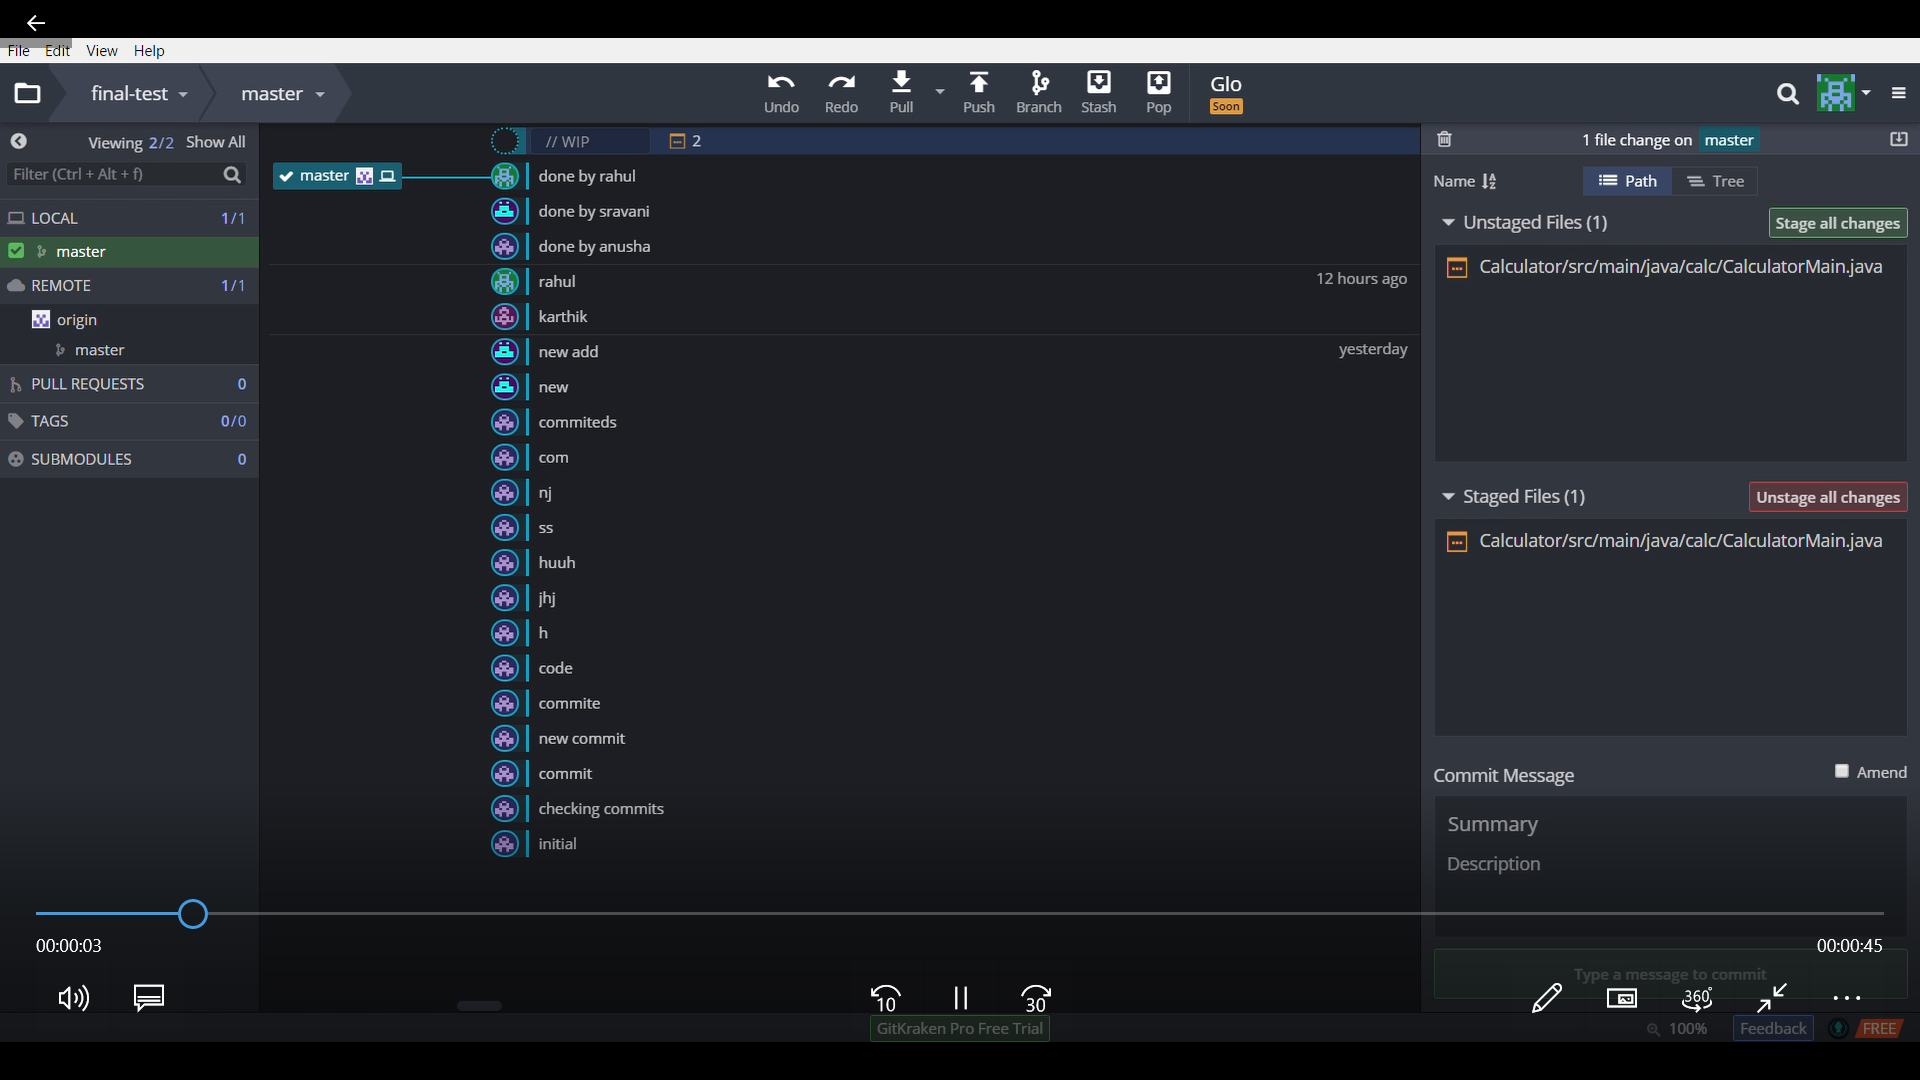 File Edit View Help
final-test master Undo Redo Pull Push Branch Stash Pop Glo
Soon
Viewing 2/2 Show All
Filter (Ctrl + Alt + f)
LOCAL 1/1
master
REMOTE 1/1
origin
master
PULL REQUESTS 0
TAGS 0/0
SUBMODULES 0
// WIP 2
master done by rahul
done by sravani
done by anusha
rahul 12 hours ago
karthik
new add yesterday
new
commiteds
com
nj
ss
huuh
jhj
h
code
commite
new commit
commit
checking commits
initial
1 file change on master
Name Path Tree
Unstaged Files (1) Stage all changes
Calculator/src/main/java/calc/CalculatorMain.java
Staged Files (1) Unstage all changes
Calculator/src/main/java/calc/CalculatorMain.java
Commit Message Amend
Summary
Description
Type a message to commit
00:00:03 00:00:45
10 30 360°
GitKraken Pro Free Trial 100% Feedback FREE